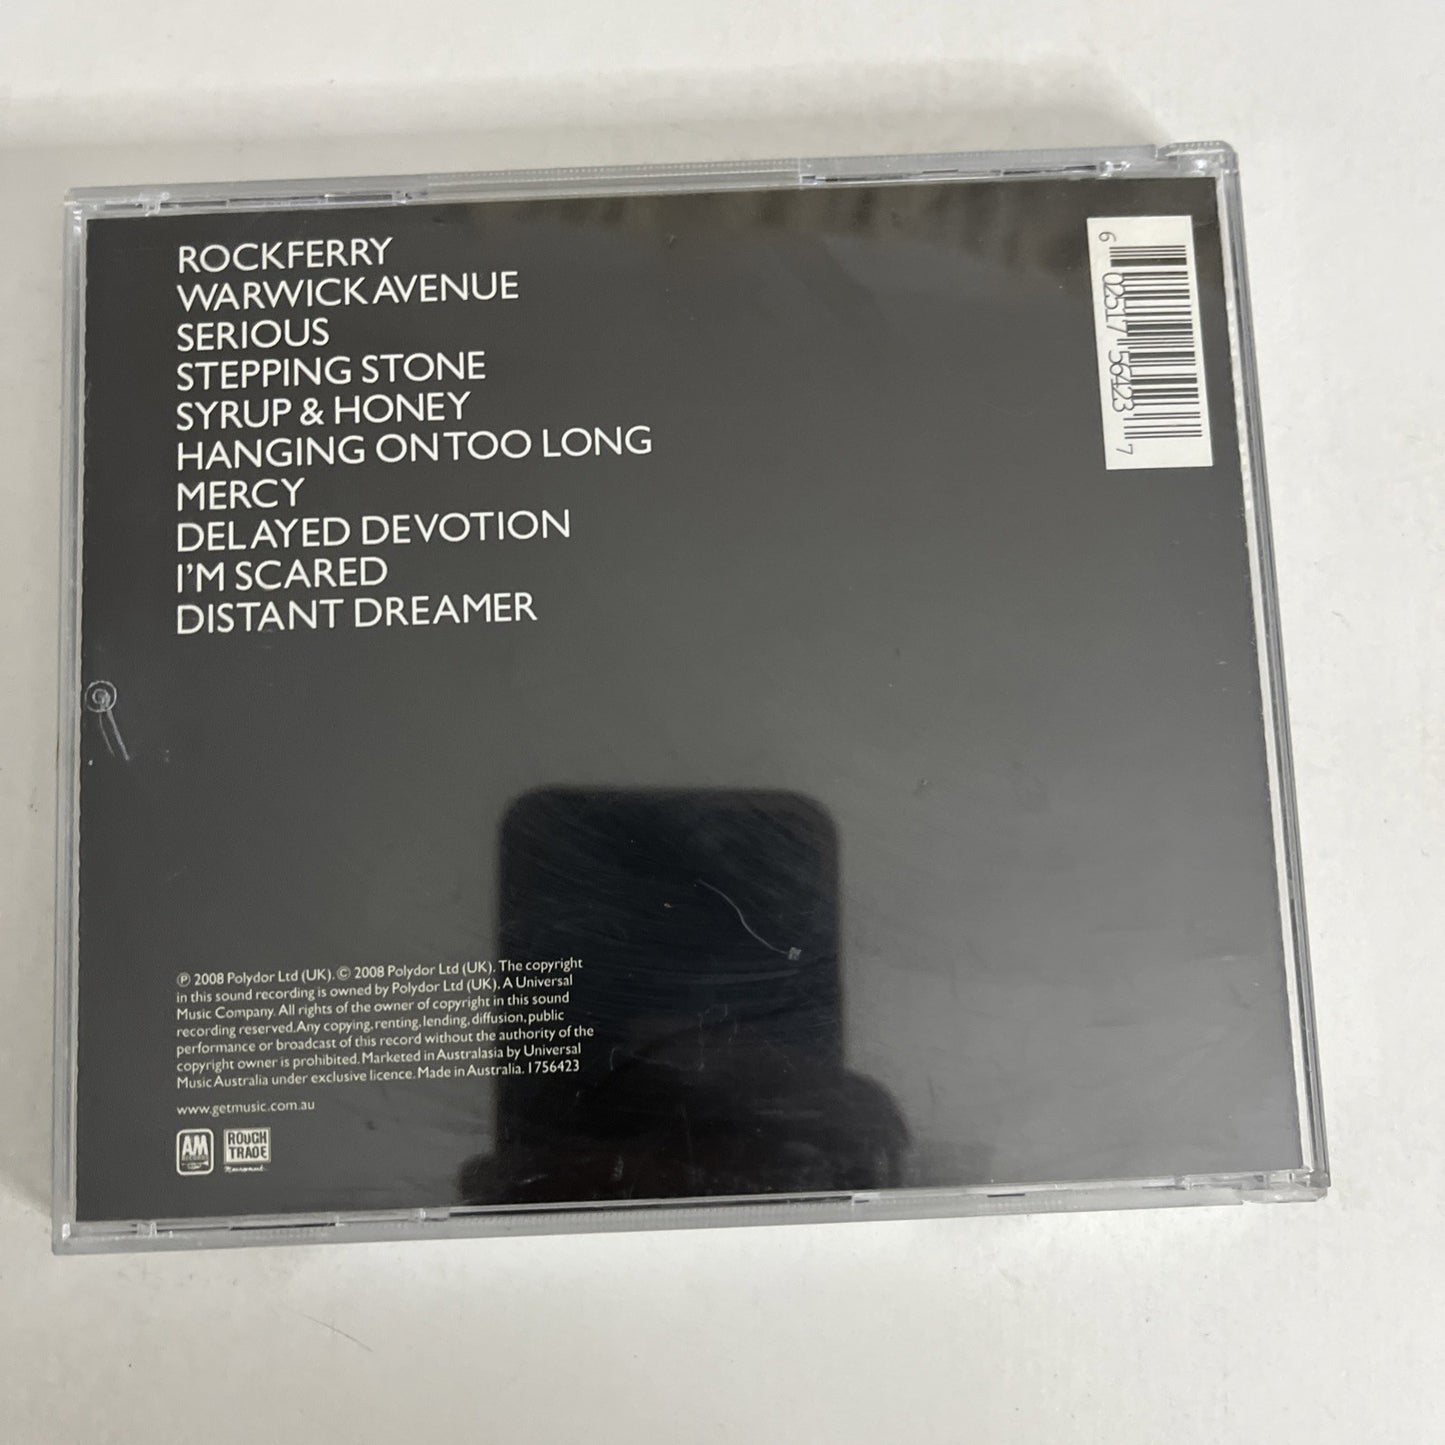 ROCKFERRY
WARWICK AVENUE
SERIOUS
STEPPING STONE
SYRUP & HONEY
HANGING ON TOO LONG
MERCY
DELAYED DEVOTION
I'M SCARED
DISTANT DREAMER
6 02517 56423 7
℗ 2008 Polydor Ltd (UK). © 2008 Polydor Ltd (UK). The copyright
in this sound recording is owned by Polydor Ltd (UK). A Universal
Music Company. All rights of the owner of copyright in this sound
recording reserved. Any copying, renting, lending, diffusion, public
performance or broadcast of this record without the authority of the
copyright owner is prohibited. Marketed in Australasia by Universal
Music Australia under exclusive licence. Made in Australia. 1756423
www.getmusic.com.au
AM
RECORDS
ROUGH
TRADE
Management